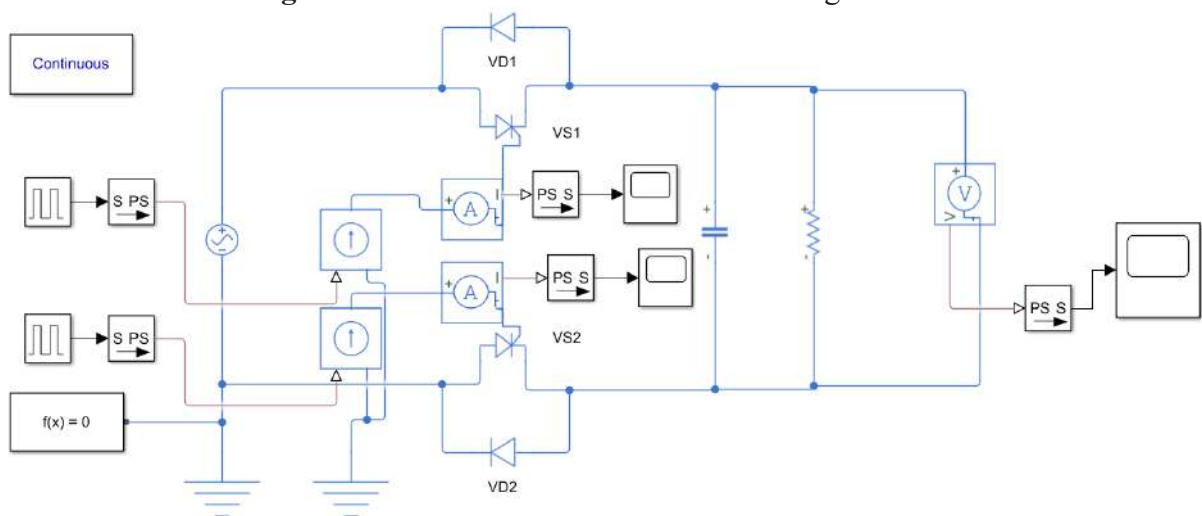 Continuous
VD1
VS1
S PS
A
I
PS S
V
V
A
I
PS S
PS S
S PS
VS2
f(x) = 0
VD2